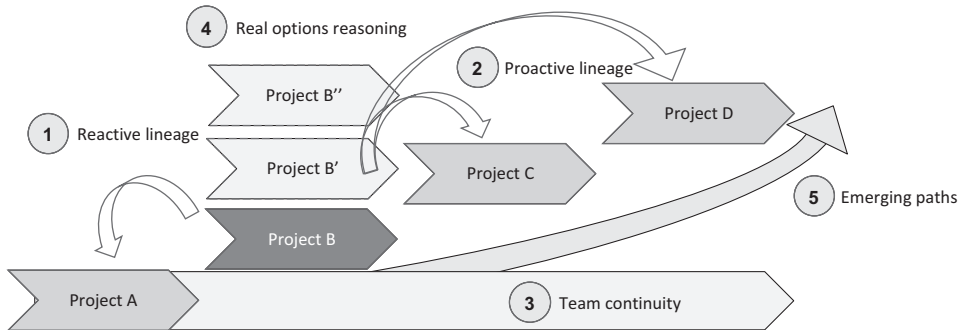 4 Real options reasoning
2 Proactive lineage
Project B’’
Project D
1 Reactive lineage
Project B’
Project C
5 Emerging paths
Project B
Project A
3 Team continuity